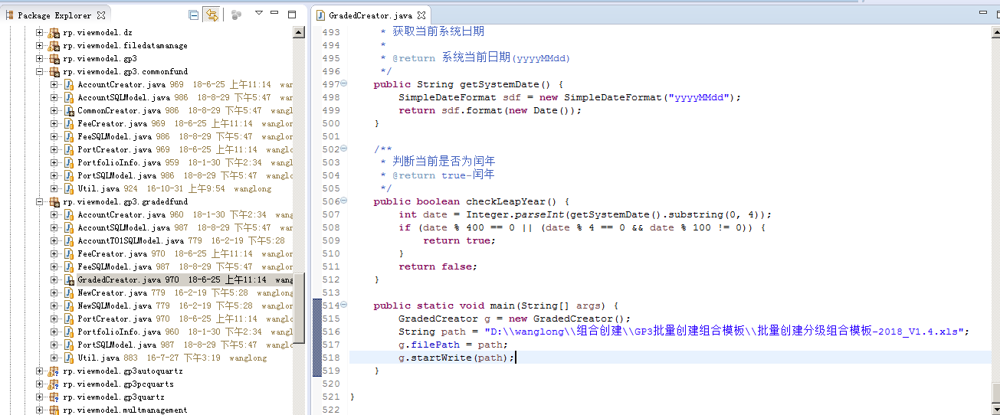 Package Explorer
rp.viewmodel.dz
rp.viewmodel.filedatamanage
rp.viewmodel.gp3
rp.viewmodel.gp3.commonfund
AccountCreator.java 969 18-6-25 上午11:14 wang
AccountSQLModel.java 986 18-8-29 下午5:47 wan
CommonCreator.java 986 18-8-29 下午5:47 wangl
FeeCreator.java 969 18-6-25 上午11:14 wanglong
FeeSQLModel.java 986 18-8-29 下午5:47 wanglon
PortCreator.java 969 18-6-25 上午11:14 wanglo
PortfolioInfo.java 959 18-1-30 下午2:34 wangl
PortSQLModel.java 986 18-8-29 下午5:47 wanglo
Util.java 924 16-10-31 上午9:54 wanglong
rp.viewmodel.gp3.gradedfund
AccountCreator.java 960 18-1-30 下午2:34 wangl
AccountSQLModel.java 987 18-8-29 下午5:47 wan
AccountTO1SQLModel.java 779 16-2-19 下午5:28
FeeCreator.java 970 18-6-25 上午11:14 wanglong
FeeSQLModel.java 987 18-8-29 下午5:47 wanglon
GradedCreator.java 970 18-6-25 上午11:14 wang
NewCreator.java 779 16-2-19 下午5:28 wanglong
NewSQLModel.java 779 16-2-19 下午5:28 wanglon
PortCreator.java 970 18-6-25 上午11:14 wanglo
PortfolioInfo.java 960 18-1-30 下午2:34 wangl
PortSQLModel.java 987 18-8-29 下午5:47 wanglo
Util.java 883 16-7-27 下午3:19 wanglong
rp.viewmodel.gp3autoquartz
rp.viewmodel.gp3pcquarts
rp.viewmodel.gp3quartz
rp.viewmodel.multmanagement
GradedCreator.java
493 * 获取当前系统日期
494 *
495 * @return 系统当前日期(yyyyMMdd)
496 */
497 public String getSystemDate() {
498 SimpleDateFormat sdf = new SimpleDateFormat("yyyyMMdd");
499 return sdf.format(new Date());
500 }
501
502 /**
503 * 判断当前是否为闰年
504 * @return true-闰年
505 */
506 public boolean checkLeapYear() {
507 int date = Integer.parseInt(getSystemDate().substring(0, 4));
508 if (date % 400 == 0 || (date % 4 == 0 && date % 100 != 0)) {
509 return true;
510 }
511 return false;
512 }
513
514 public static void main(String[] args) {
515 GradedCreator g = new GradedCreator();
516 String path = "D:\\wanglong\\组合创建\\GP3批量创建组合模板\\批量创建分级组合模板-2018_V1.4.xls";
517 g.filePath = path;
518 g.startWrite(path);
519 }
520
521 }
522